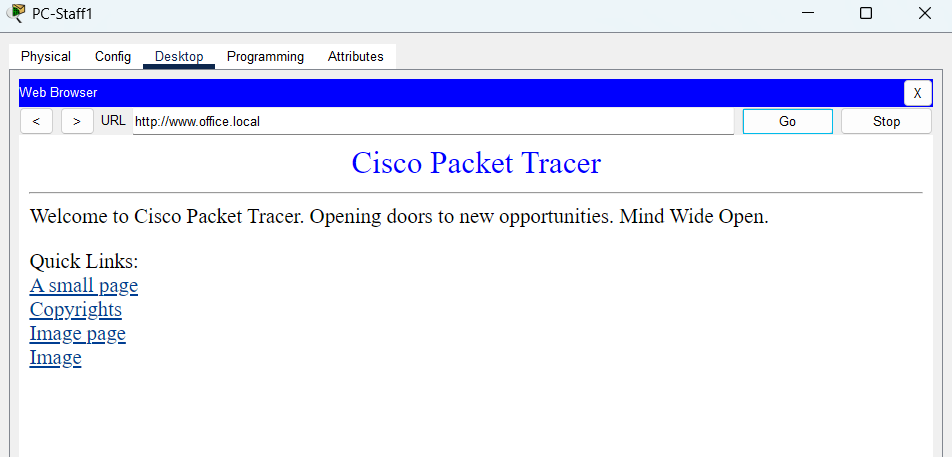 PC-Staff1
Physical Config Desktop Programming Attributes
Web Browser X
< > URL http://www.office.local Go Stop
Cisco Packet Tracer
Welcome to Cisco Packet Tracer. Opening doors to new opportunities. Mind Wide Open.
Quick Links:
A small page
Copyrights
Image page
Image